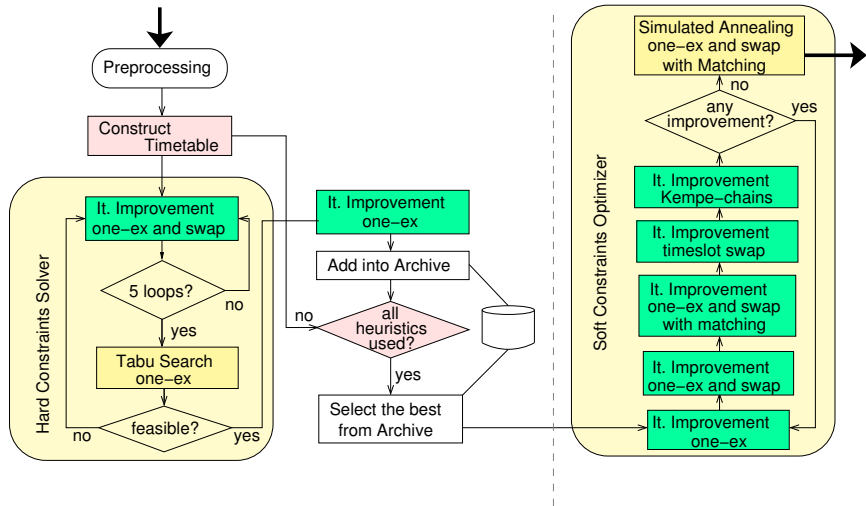 Preprocessing
Construct
Timetable
Hard Constraints Solver
It. Improvement
one-ex and swap
5 loops?
no
yes
Tabu Search
one-ex
feasible?
no
yes
It. Improvement
one-ex
Add into Archive
all
heuristics
used?
no
yes
Select the best
from Archive
Soft Constraints Optimizer
Simulated Annealing
one-ex and swap
with Matching
no
yes
any
improvement?
It. Improvement
Kempe-chains
It. Improvement
timeslot swap
It. Improvement
one-ex and swap
with matching
It. Improvement
one-ex and swap
It. Improvement
one-ex